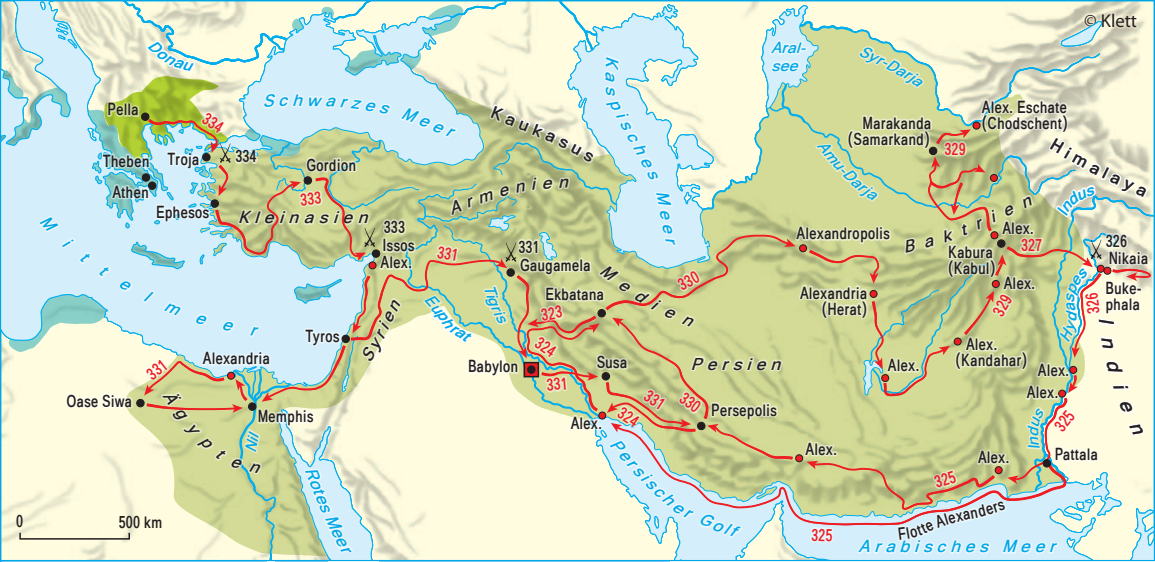 © Klett
Donau
Aral-
see
Syr-Darja
Kaspisches Meer
Schwarzes Meer
Kaukasus
Pella
334
Alex. Eschate
(Chodschent)
Marakanda
(Samarkand)
329
Himalaya
Theben
Troja
334
Athen
Gordion
333
Ephesos
Kleinasien
Armenien
Amu-Darja
Indus
Baktrien
Alex.
Kabura
(Kabul)
327
326
Nikaia
Buke-
phala
326
Hydaspes
333
Issos
Alex.
331
331
Gaugamela
Medien
Alexandropolis
330
Alexandria
(Herat)
Alex.
329
Mittelmeer
Euphrat
Tigris
Ekbatana
323
324
Syrien
Tyros
Alex.
(Kandahar)
Indien
Alexandria
331
Babylon
331
Susa
331
330
Persien
Alex.
Alex.
Alex.
Oase Siwa
Memphis
Ägypten
Nil
Alex.
324
Persepolis
Indus
325
Pattala
Alex.
Alex.
325
Rotes Meer
Persischer Golf
Flotte Alexanders
325
Arabisches Meer
0
500 km